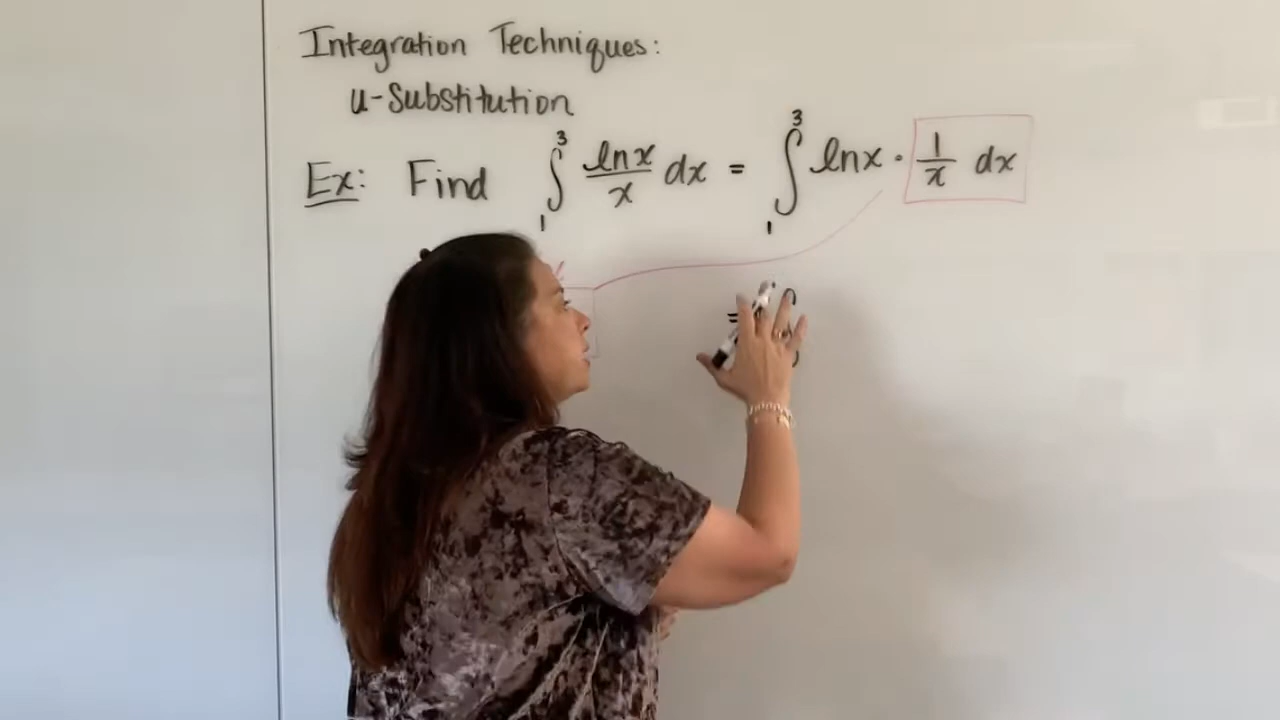 Integration Techniques:
u-Substitution
Ex: Find ∫₁³ ln x / x dx = ∫₁³ ln x · 1/x dx
= ∫